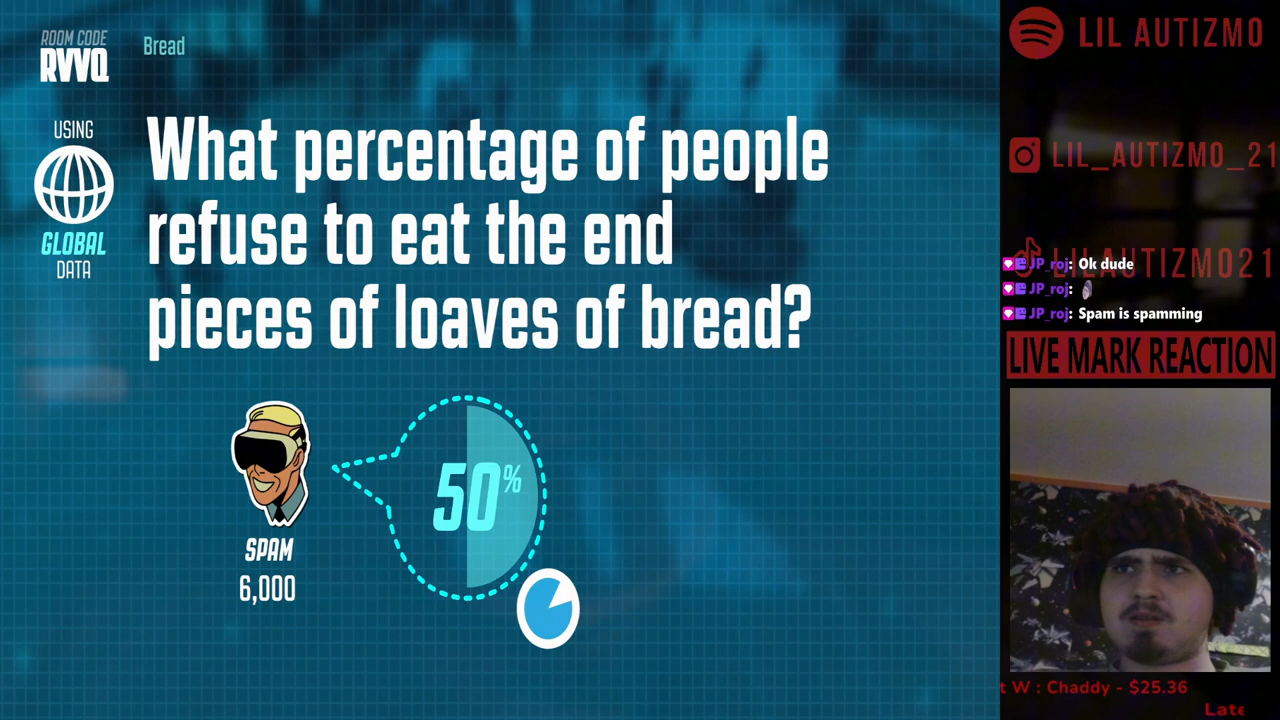 ROOM CODE
RVVQ
Bread
USING
GLOBAL
DATA
What percentage of people
refuse to eat the end
pieces of loaves of bread?
50%
SPAM
6,000
LIL AUTIZMO
LIL_AUTIZMO_21
LILAUTIZMO21
JP_roj: Ok dude
JP_roj:
JP_roj: Spam is spamming
LIVE MARK REACTION
t W : Chaddy - $25.36
Late